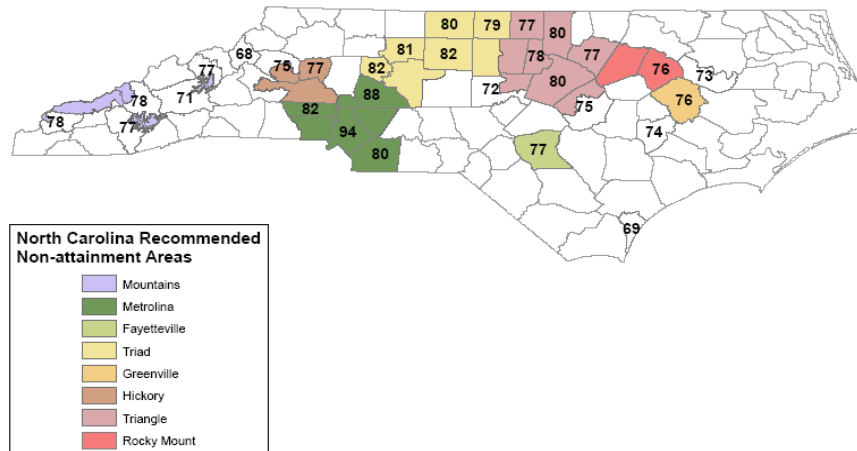 80 79 77 80
68 81 82 78 77
75 77 82 76 73
77 88 72 80
78 71 75 76
78 77 82 94 74
80 77
69
North Carolina Recommended
Non-attainment Areas
Mountains
Metrolina
Fayetteville
Triad
Greenville
Hickory
Triangle
Rocky Mount